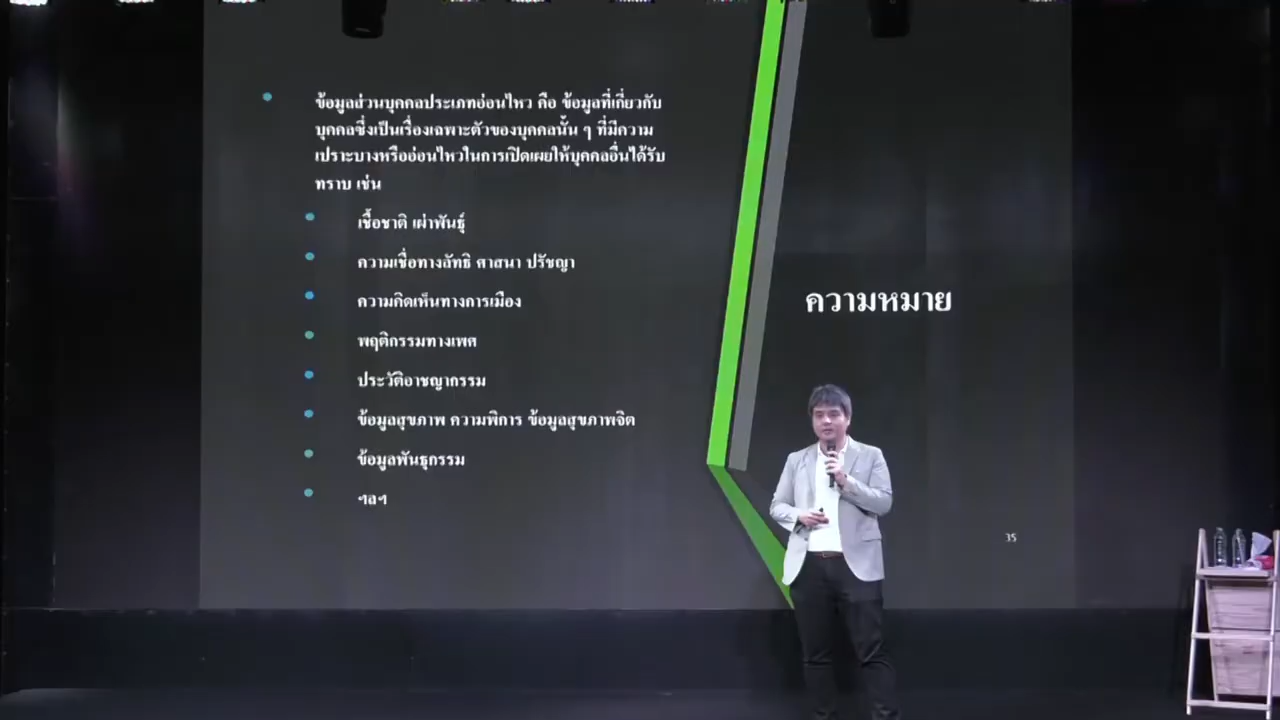 ข้อมูลส่วนบุคคลประเภทอ่อนไหว คือ ข้อมูลที่เกี่ยวกับ
บุคคลซึ่งเป็นเรื่องเฉพาะตัวของบุคคลนั้น ๆ ที่มีความ
เปราะบางหรืออ่อนไหวในการเปิดเผยให้บุคคลอื่นได้รับ
ทราบ เช่น
เชื้อชาติ เผ่าพันธุ์
ความเชื่อทางลัทธิ ศาสนา ปรัชญา
ความคิดเห็นทางการเมือง
พฤติกรรมทางเพศ
ประวัติอาชญากรรม
ข้อมูลสุขภาพ ความพิการ ข้อมูลสุขภาพจิต
ข้อมูลพันธุกรรม
ฯลฯ
ความหมาย
35